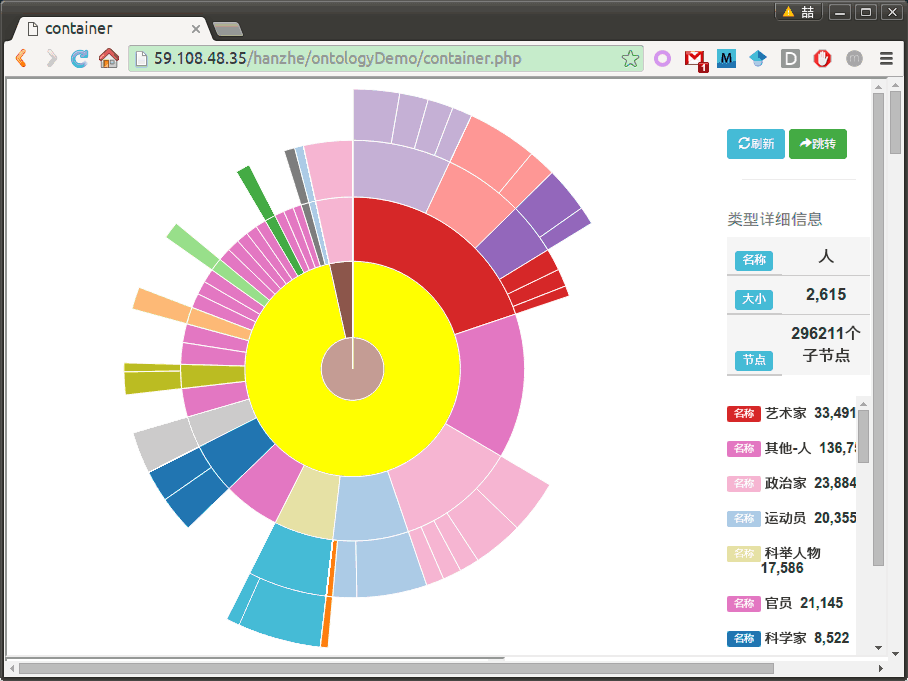 喆
container
59.108.48.35/hanzhe/ontologyDemo/container.php
1
M
D
m
刷新 跳转
类型详细信息
名称 人
大小 2,615
节点 296211个
子节点
名称 艺术家 33,491
名称 其他-人 136,7
名称 政治家 23,884
名称 运动员 20,355
名称 科举人物
17,586
名称 官员 21,145
名称 科学家 8,522